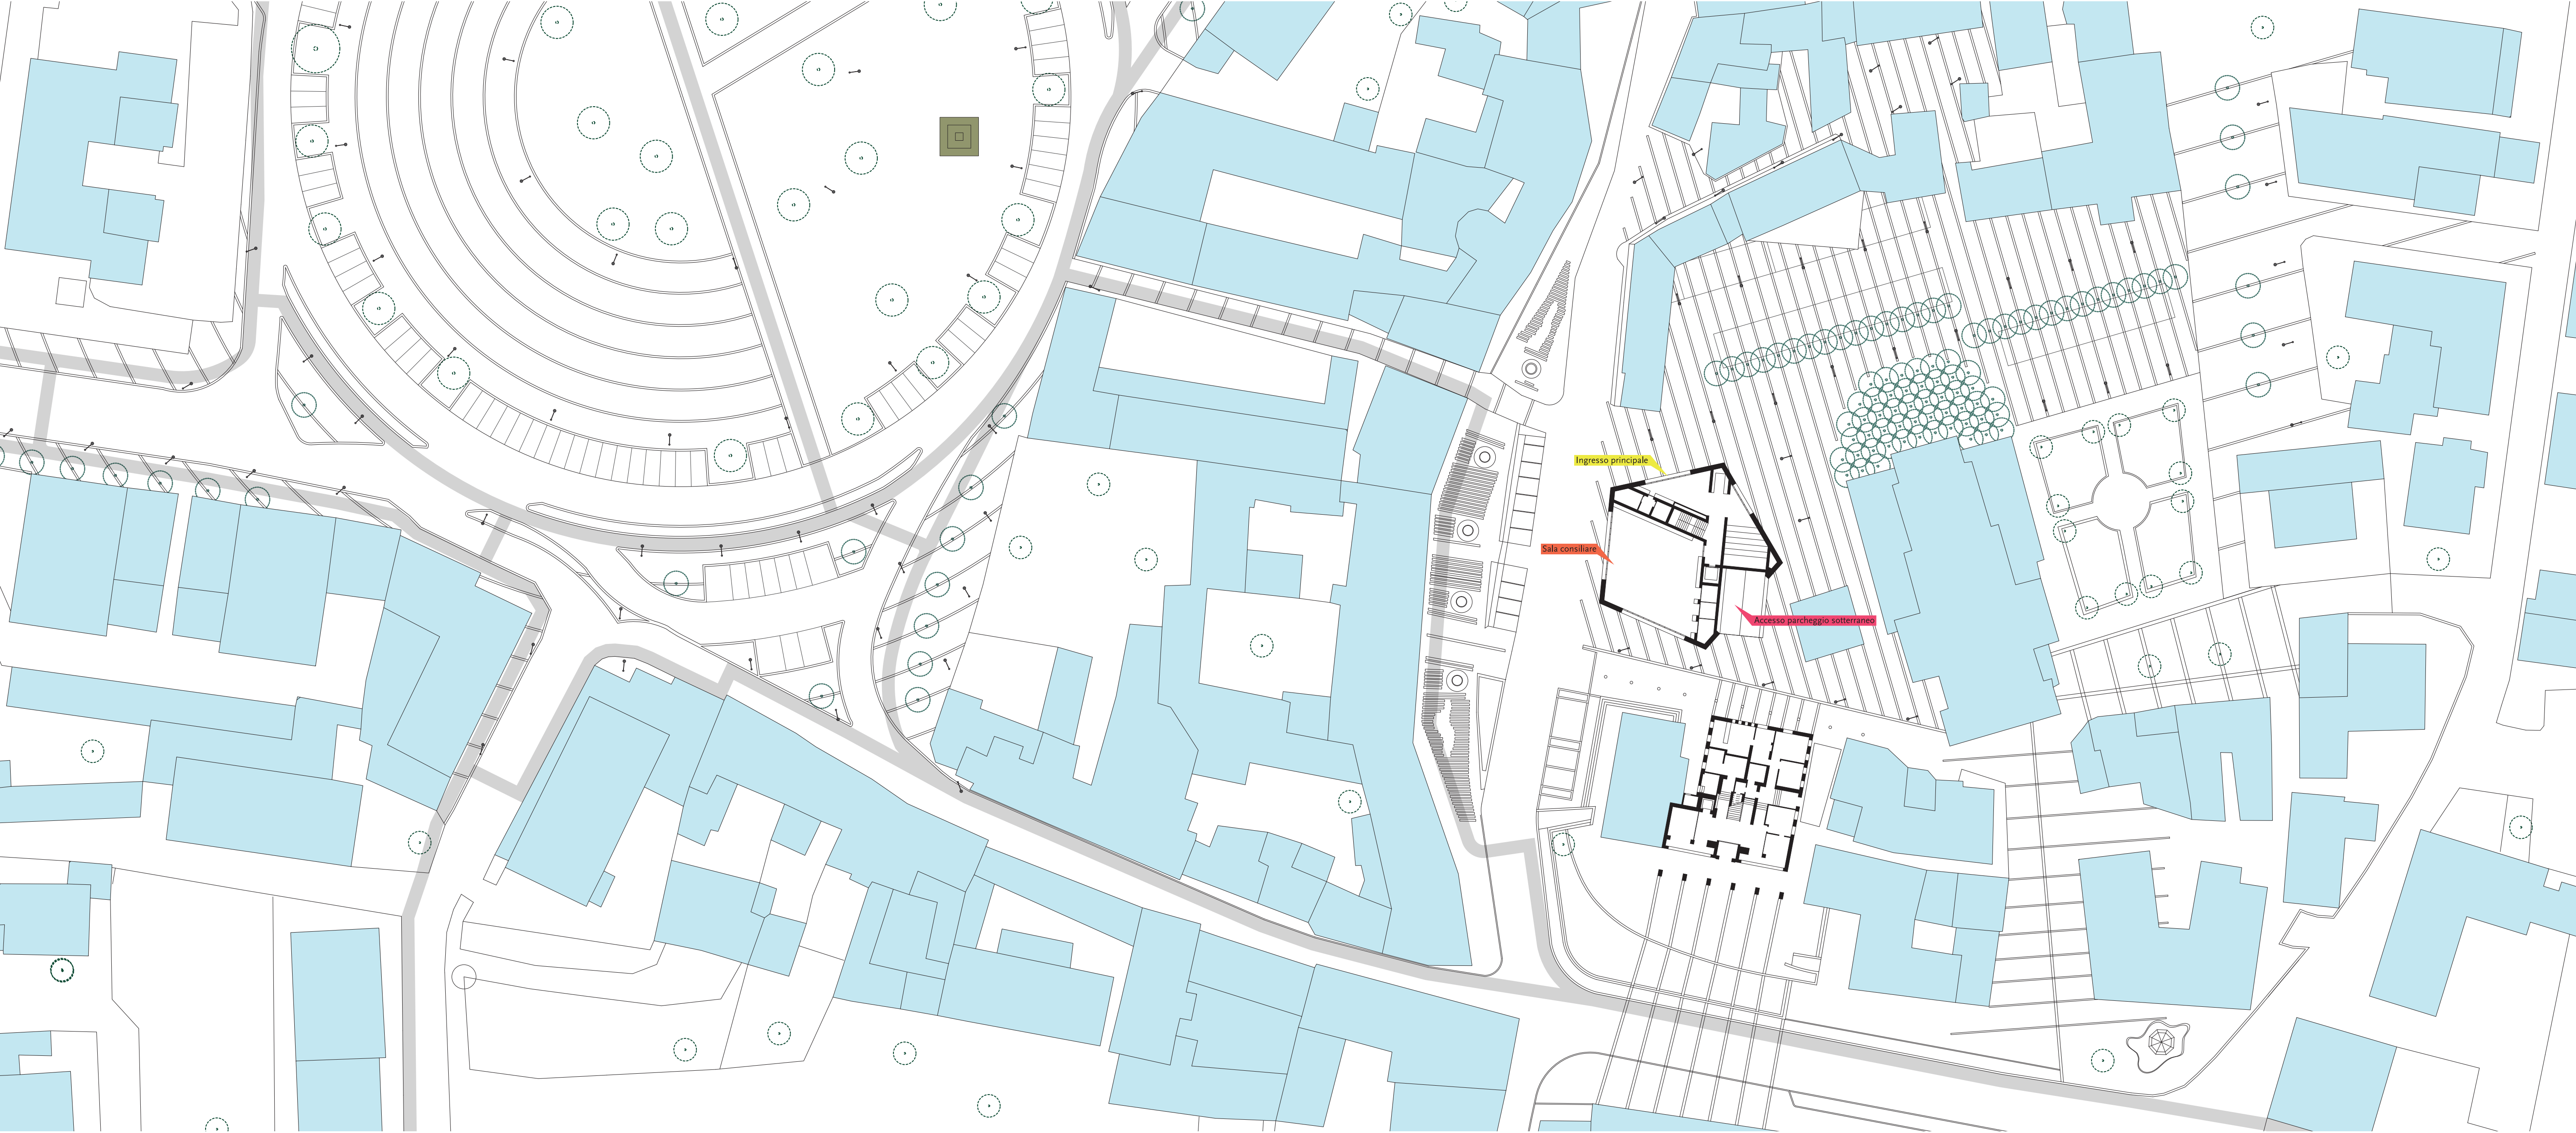 Ingresso principale
Sala consiliare
Accesso parcheggio sotterraneo